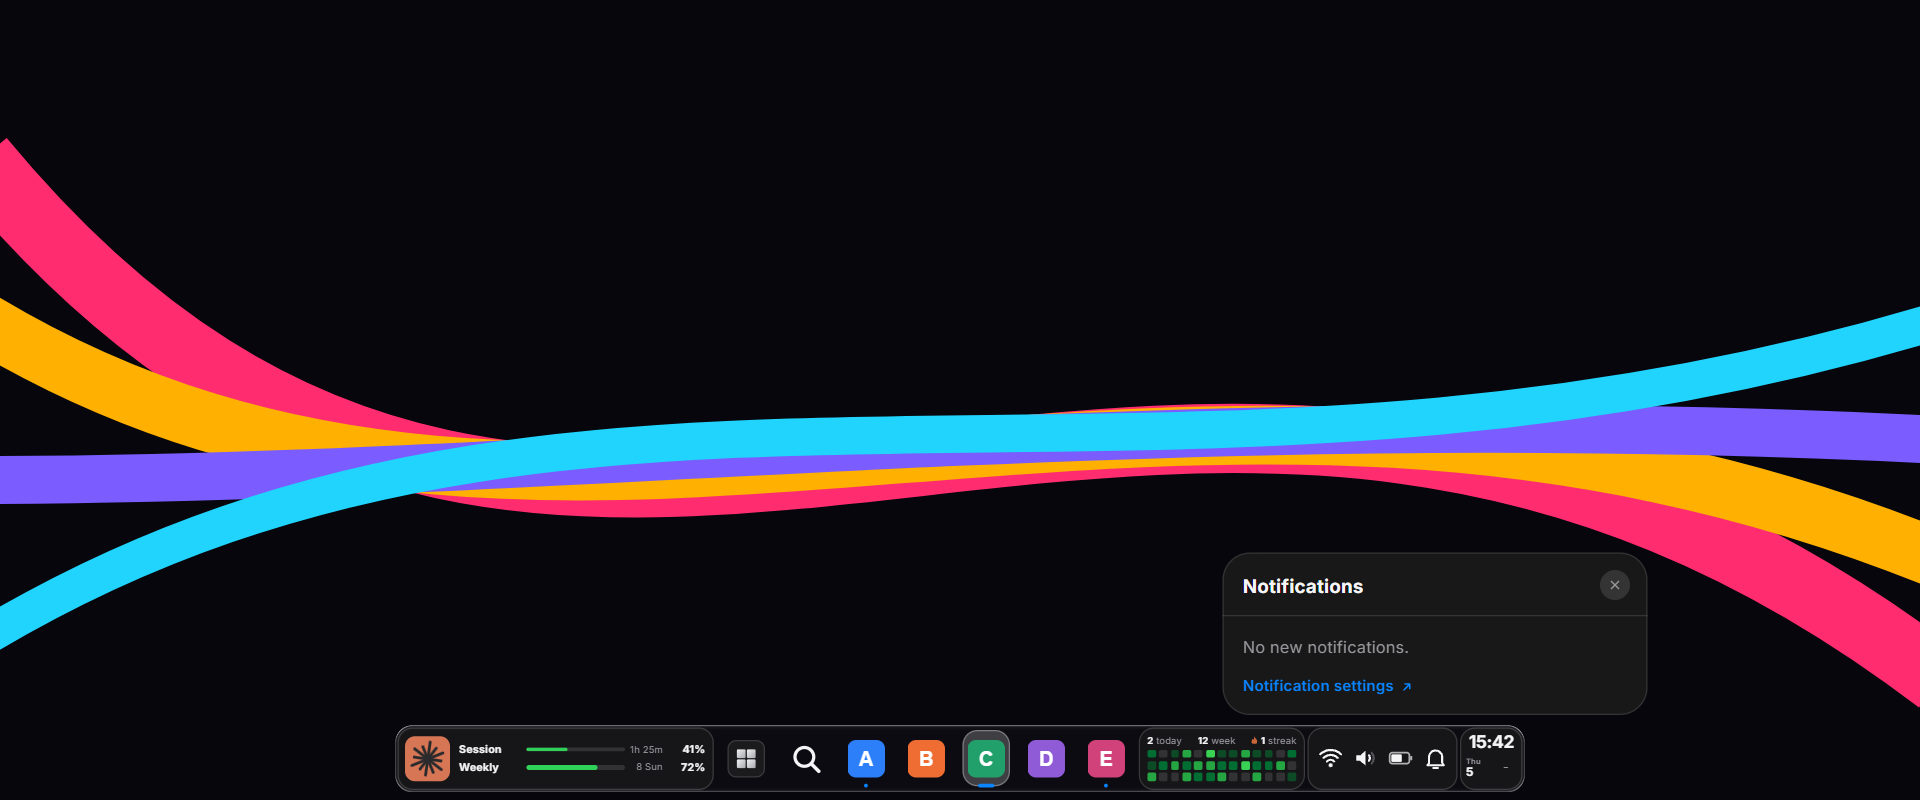 Notifications
No new notifications.
Notification settings ↗
Session 1h 25m 41%
Weekly 8 Sun 72%
A
B
C
D
E
2 today 12 week 1 streak
15:42
Thu
5 –